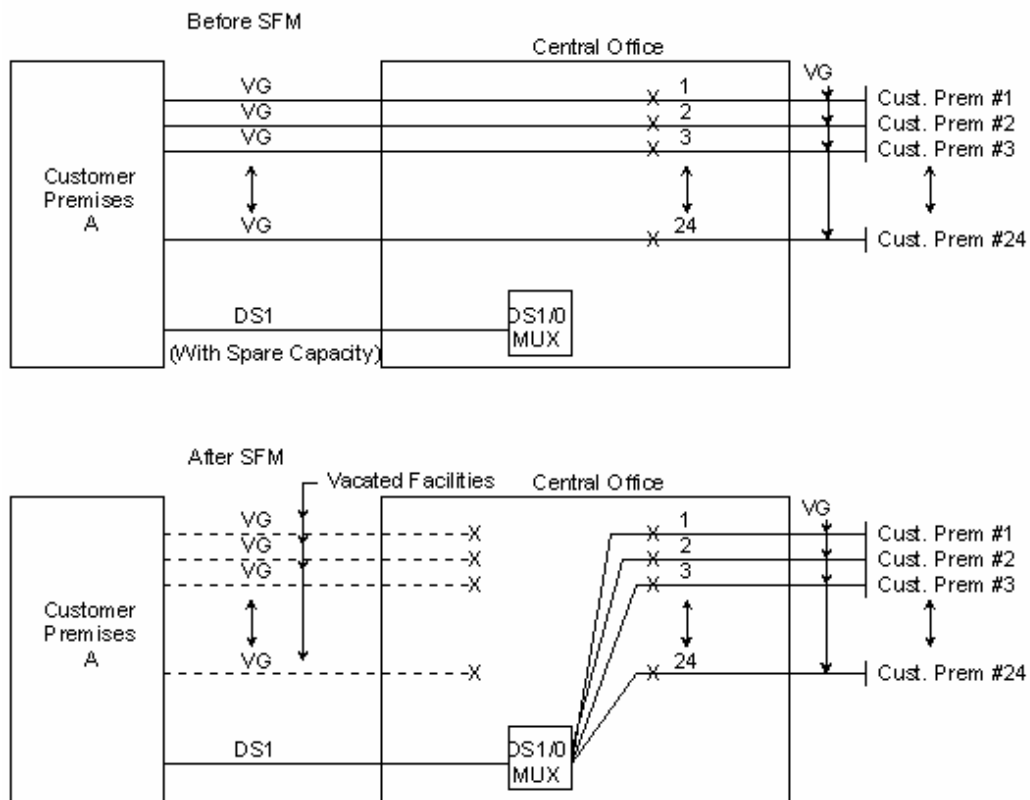 Before SFM
Central Office
VG
VG 1 Cust. Prem #1
VG 2 Cust. Prem #2
VG 3 Cust. Prem #3
Customer
Premises
A
VG 24 Cust. Prem #24
DS1
(With Spare Capacity)
DS1/0
MUX
After SFM
Vacated Facilities
Central Office
VG
VG 1 Cust. Prem #1
VG 2 Cust. Prem #2
VG 3 Cust. Prem #3
Customer
Premises
A
VG 24 Cust. Prem #24
DS1
DS1/0
MUX